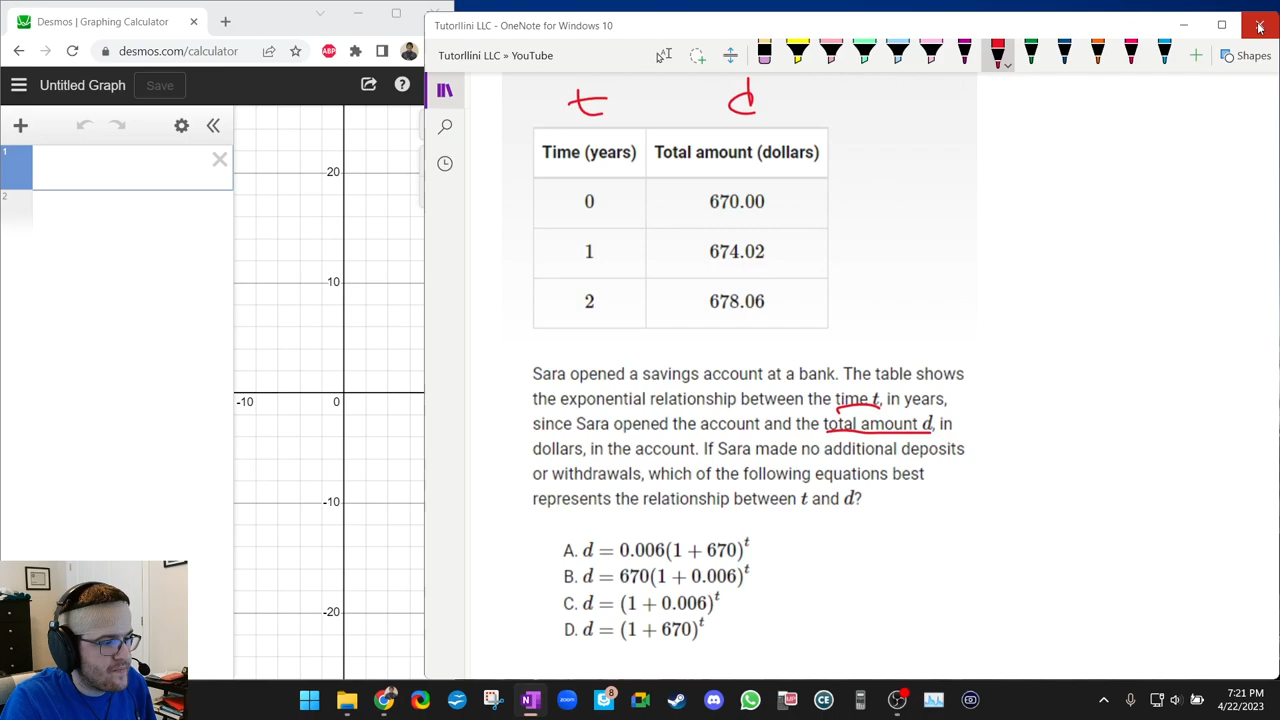 Desmos | Graphing Calculator
Tutorllini LLC - OneNote for Windows 10
desmos.com/calculator
ABP
Tutorllini LLC » YouTube
Shapes
Untitled Graph
Save
t d
1
2
Time (years) Total amount (dollars)
0 670.00
1 674.02
2 678.06
20
10
-10 0
-10
-20
Sara opened a savings account at a bank. The table shows
the exponential relationship between the time t, in years,
since Sara opened the account and the total amount d, in
dollars, in the account. If Sara made no additional deposits
or withdrawals, which of the following equations best
represents the relationship between t and d?
A. d = 0.006(1 + 670)^t
B. d = 670(1 + 0.006)^t
C. d = (1 + 0.006)^t
D. d = (1 + 670)^t
8
CE
7:21 PM
4/22/2023